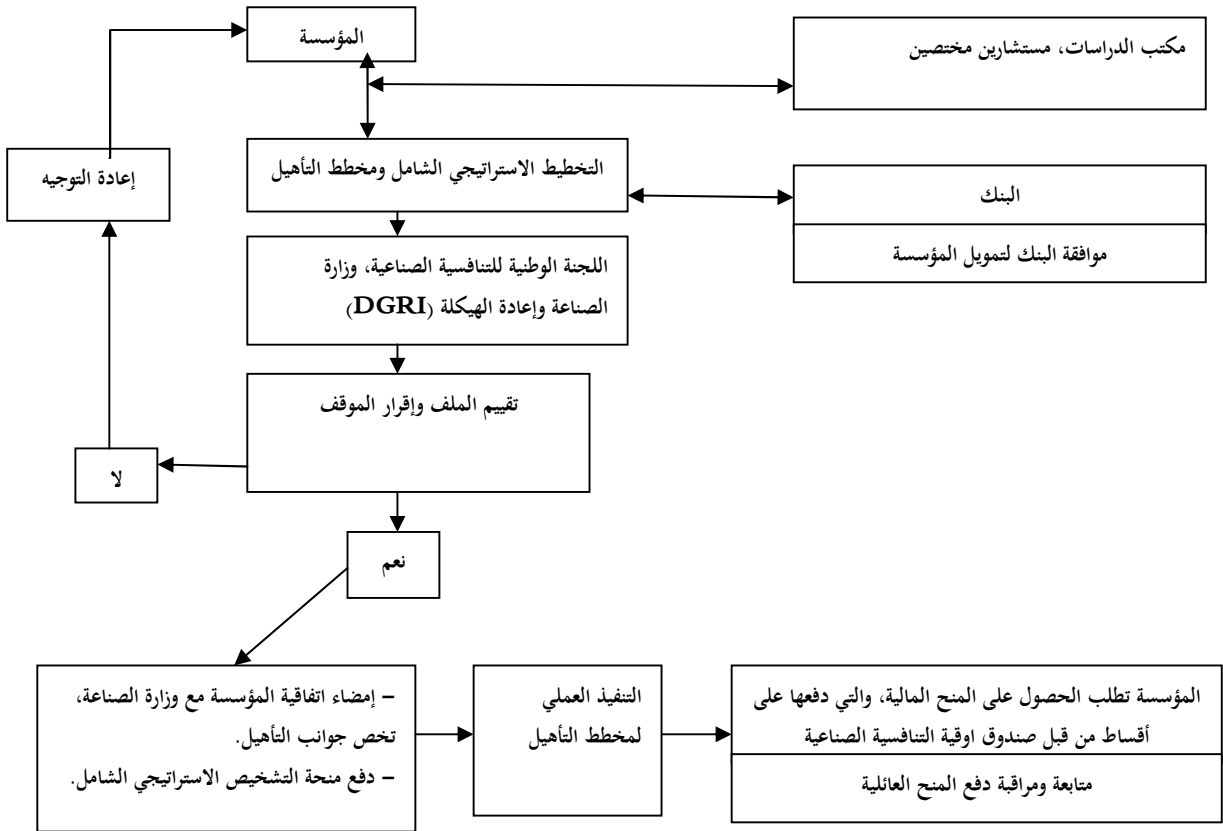 المؤسسة
مكتب الدراسات، مستشارين مختصين
التخطيط الاستراتيجي الشامل ومخطط التأهيل
إعادة التوجيه
البنك
موافقة البنك لتمويل المؤسسة
اللجنة الوطنية للتنافسية الصناعية، وزارة
الصناعة وإعادة الهيكلة (DGRI)
تقييم الملف وإقرار الموقف
لا
نعم
– إمضاء اتفاقية المؤسسة مع وزارة الصناعة،
تخص جوانب التأهيل.
– دفع منحة التشخيص الاستراتيجي الشامل.
التنفيذ العملي
لمخطط التأهيل
المؤسسة تطلب الحصول على المنح المالية، والتي دفعها على
أقساط من قبل صندوق اوقية التنافسية الصناعية
متابعة ومراقبة دفع المنح العائلية